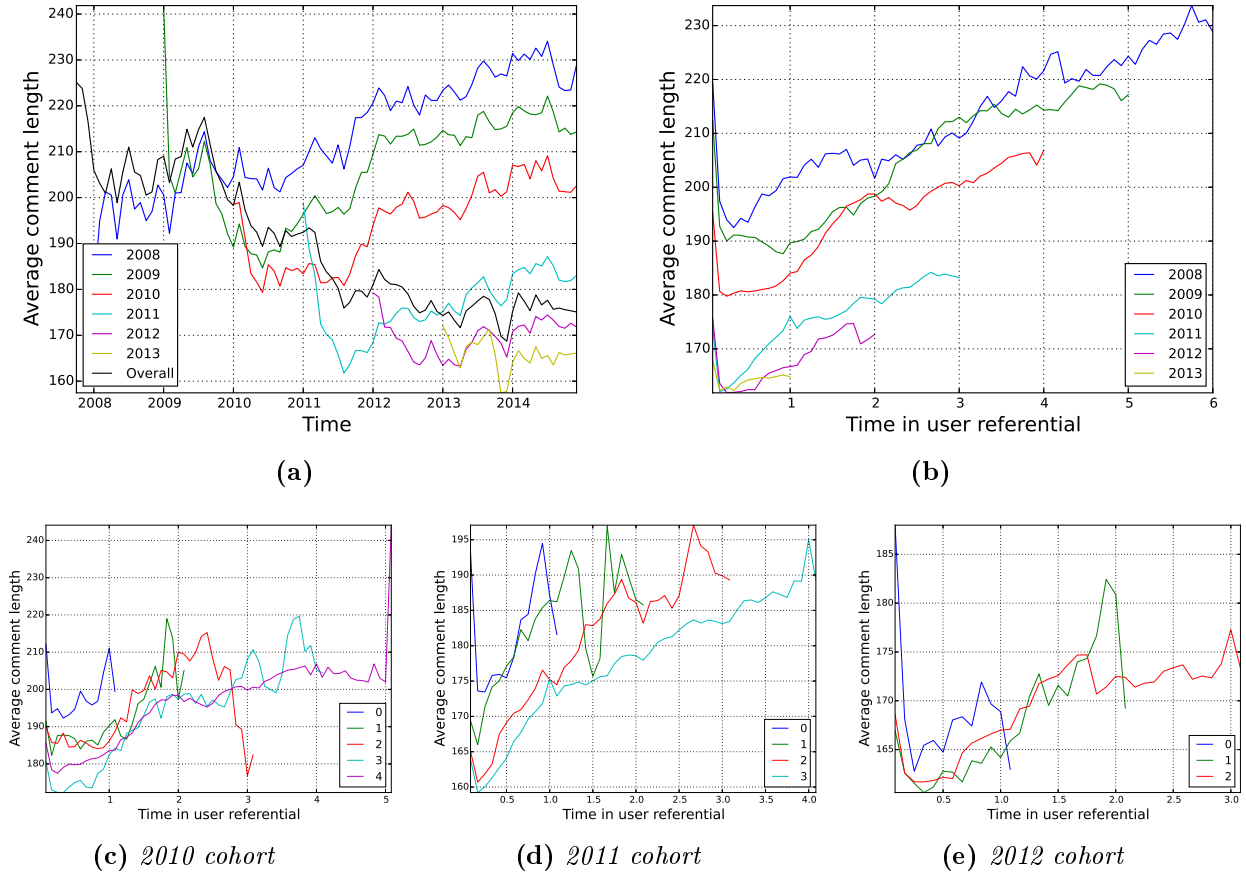 240
230
220
210
200
190
180
170
160
Average comment length
2008
2009
2010
2011
2012
2013
Overall
2008 2009 2010 2011 2012 2013 2014
Time
(a)
230
220
210
200
190
180
170
Average comment length
2008
2009
2010
2011
2012
2013
1 2 3 4 5 6
Time in user referential
(b)
240
230
220
210
200
190
180
Average comment length
0
1
2
3
4
1 2 3 4 5
Time in user referential
(c) 2010 cohort
195
190
185
180
175
170
165
160
Average comment length
0
1
2
3
0.5 1.0 1.5 2.0 2.5 3.0 3.5 4.0
Time in user referential
(d) 2011 cohort
185
180
175
170
165
Average comment length
0
1
2
0.5 1.0 1.5 2.0 2.5 3.0
Time in user referential
(e) 2012 cohort